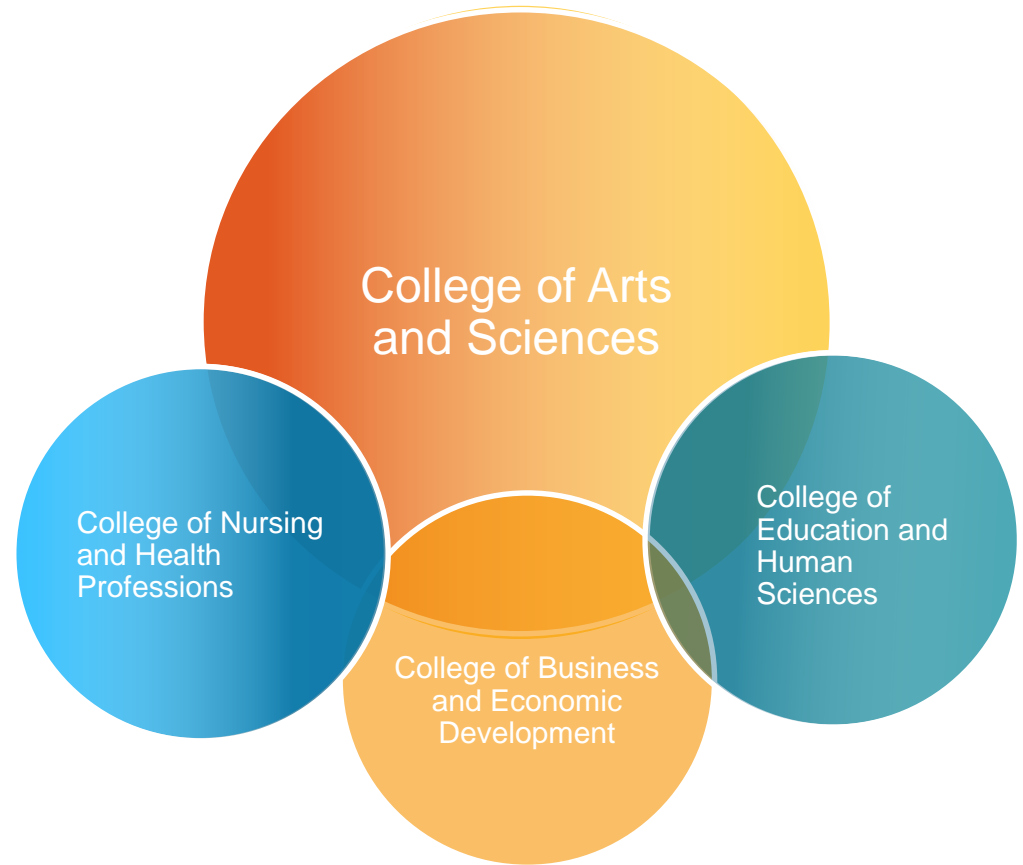 College of Arts
and Sciences
College of Nursing
and Health
Professions
College of
Education and
Human
Sciences
College of Business
and Economic
Development